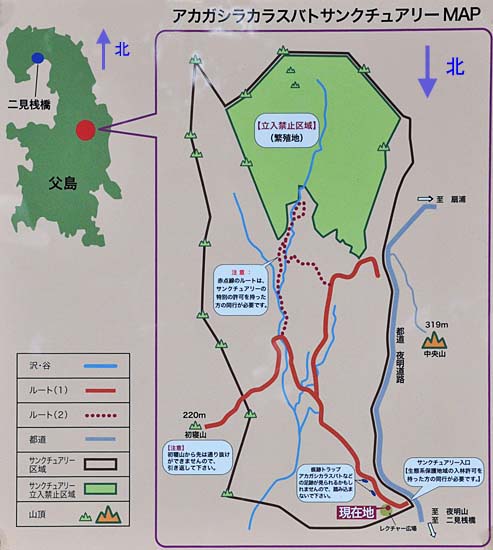 アカガシラカラスバトサンクチュアリーMAP
北
北
二見桟橋
父島
【立入禁止区域】
(繁殖地)
至 扇浦
注意：
赤点線のルートは、
サンクチュアリーの
特別の許可を持った
方の同行が必要です。
319m
中央山
都道 夜明道路
沢・谷
ルート(1)
ルート(2)
都道
サンクチュアリー
区域
サンクチュアリー
立入禁止区域
山頂
220m
初寝山
【注意】
初寝山から先は通り抜け
ができませんので、
引き返して下さい。
痕跡トラップ
アカガシラカラスバトなど
の足跡が見られるかもし
れませんので、踏み込ま
ないで下さい。
サンクチュアリー入口
【生態系保護地域の入林許可を
持った方の同行が必要です。】
現在地
レクチャー広場
至 夜明山
至 二見桟橋